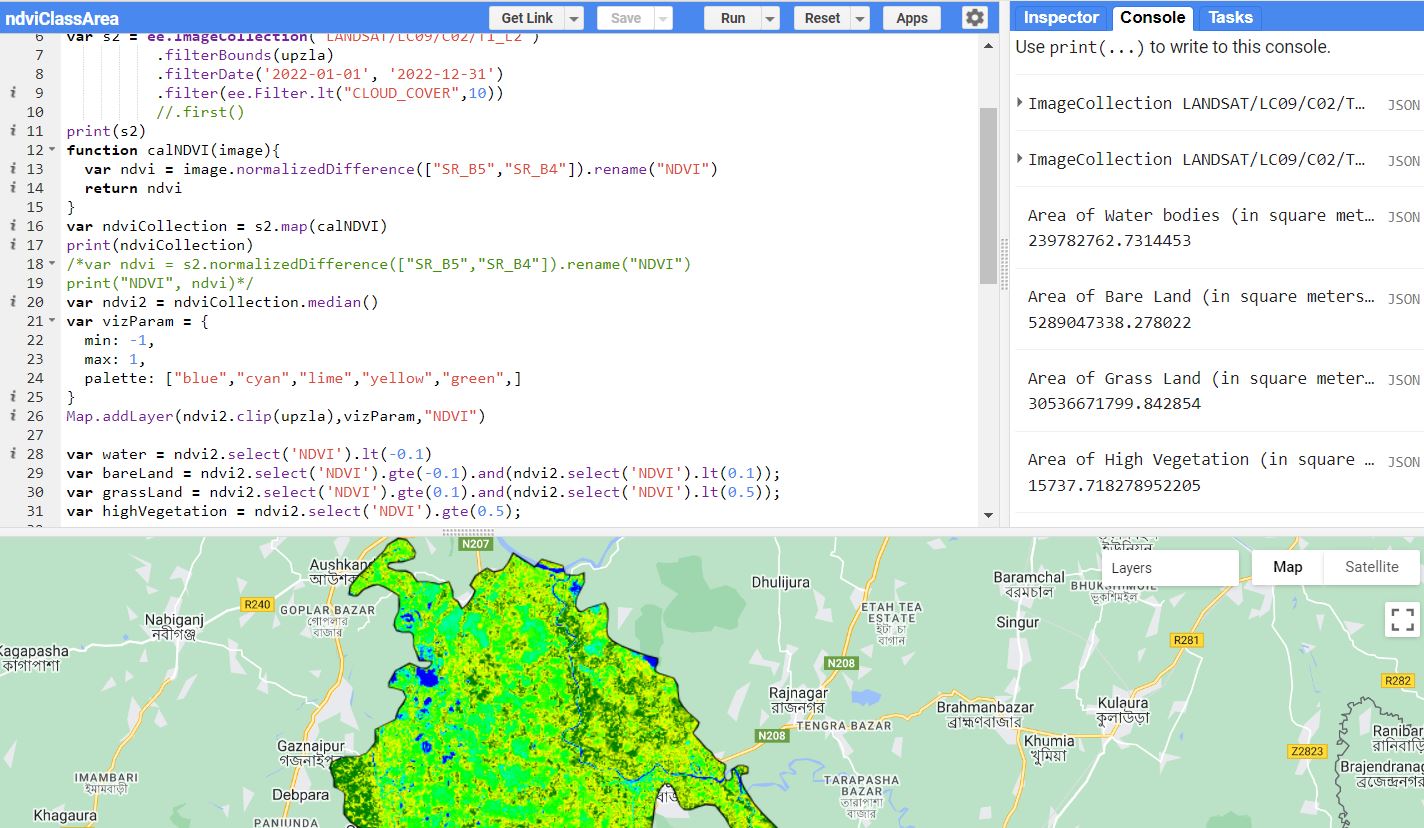 ndviClassArea
Get Link
Save
Run
Reset
Apps
6 var s2 = ee.ImageCollection("LANDSAT/LC09/C02/T1_L2")
7 .filterBounds(upzla)
8 .filterDate('2022-01-01', '2022-12-31')
i 9 .filter(ee.Filter.lt("CLOUD_COVER",10))
10 //.first()
i 11 print(s2)
12 function calNDVI(image){
i 13 var ndvi = image.normalizedDifference(["SR_B5","SR_B4"]).rename("NDVI")
i 14 return ndvi
15 }
i 16 var ndviCollection = s2.map(calNDVI)
i 17 print(ndviCollection)
18 /*var ndvi = s2.normalizedDifference(["SR_B5","SR_B4"]).rename("NDVI")
19 print("NDVI", ndvi)*/
i 20 var ndvi2 = ndviCollection.median()
21 var vizParam = {
22 min: -1,
23 max: 1,
24 palette: ["blue","cyan","lime","yellow","green",]
i 25 }
i 26 Map.addLayer(ndvi2.clip(upzla),vizParam,"NDVI")
27
i 28 var water = ndvi2.select('NDVI').lt(-0.1)
29 var bareLand = ndvi2.select('NDVI').gte(-0.1).and(ndvi2.select('NDVI').lt(0.1));
30 var grassLand = ndvi2.select('NDVI').gte(0.1).and(ndvi2.select('NDVI').lt(0.5));
31 var highVegetation = ndvi2.select('NDVI').gte(0.5);
Inspector
Console
Tasks
Use print(...) to write to this console.
ImageCollection LANDSAT/LC09/C02/T… JSON
ImageCollection LANDSAT/LC09/C02/T… JSON
Area of Water bodies (in square met… JSON
239782762.7314453
Area of Bare Land (in square meters… JSON
5289047338.278022
Area of Grass Land (in square meter… JSON
30536671799.842854
Area of High Vegetation (in square … JSON
15737.718278952205
Layers
Map
Satellite
N207
Aushkand
R240
GOPLAR BAZAR
গোপলার
বাজার
Nabiganj
নবীগঞ্জ
Kagapasha
কাগাপাশা
Gaznaipur
IMAMBARI
ইমামবাড়ী
Debpara
Khagaura
PANIUNDA
Dhulijura
ETAH TEA
ESTATE
ইটা চা
বাগান
N208
Rajnagar
রাজনগর
TENGRA BAZAR
N208
TARAPASHA
BAZAR
তারাপাশা
বাজার
ইউনিয়ন
Baramchal
বরমচাল
Singur
R281
R282
Brahmanbazar
ব্রাহ্মণবাজার
Kulaura
কুলাউড়া
Khumia
খুমিয়া
Z2823
Ranibar
Brajendranag